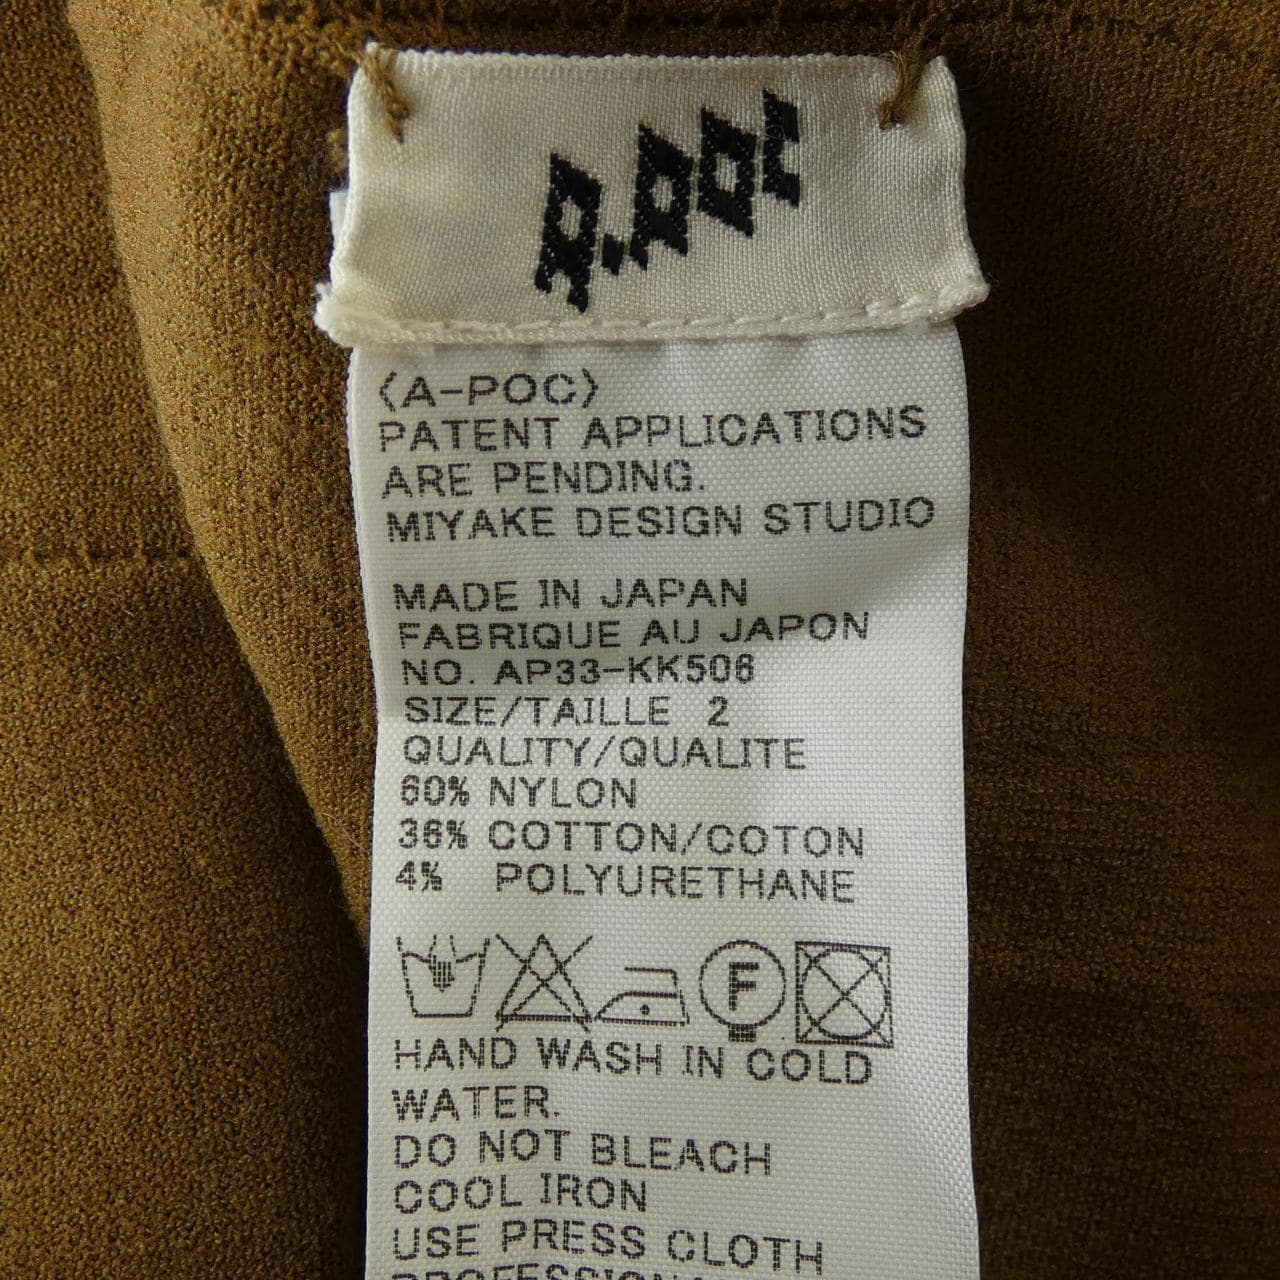 a.poc
(A-POC)
PATENT APPLICATIONS
ARE PENDING.
MIYAKE DESIGN STUDIO
MADE IN JAPAN
FABRIQUE AU JAPON
NO. AP33-KK506
SIZE/TAILLE 2
QUALITY/QUALITE
60% NYLON
36% COTTON/COTON
4% POLYURETHANE
F
HAND WASH IN COLD
WATER.
DO NOT BLEACH
COOL IRON
USE PRESS CLOTH